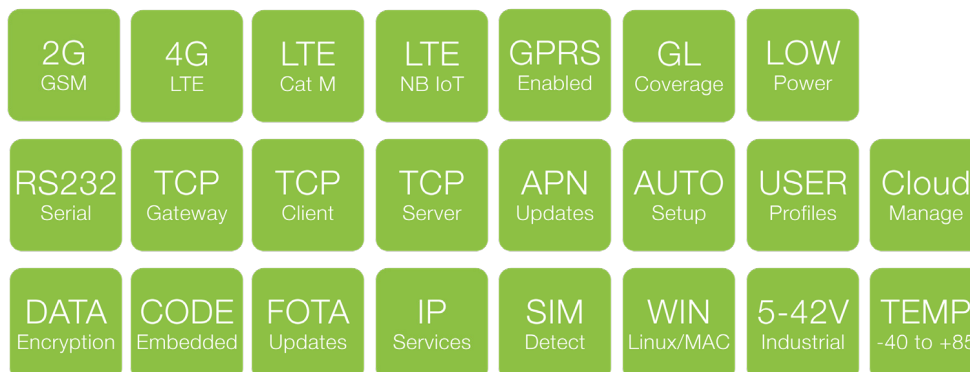 2G 4G LTE LTE GPRS GL LOW
GSM LTE Cat M NB IoT Enabled Coverage Power
RS232 TCP TCP TCP APN AUTO USER Cloud
Serial Gateway Client Server Updates Setup Profiles Manage
DATA CODE FOTA IP SIM WIN 5-42V TEMP
Encryption Embedded Updates Services Detect Linux/MAC Industrial -40 to +85